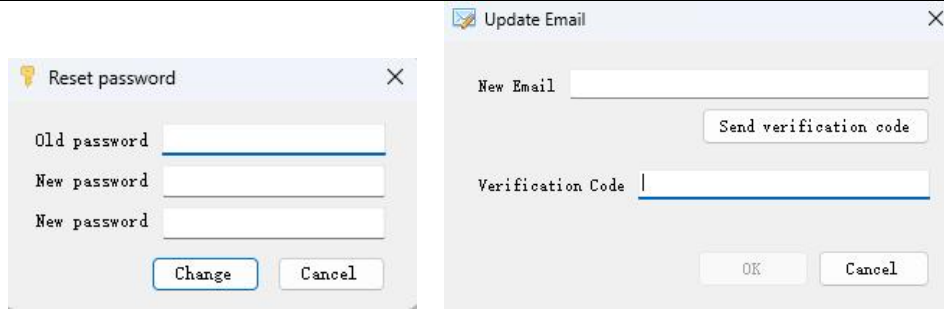 Reset password
Old password
New password
New password
Change Cancel
Update Email
New Email
Send verification code
Verification Code
OK Cancel